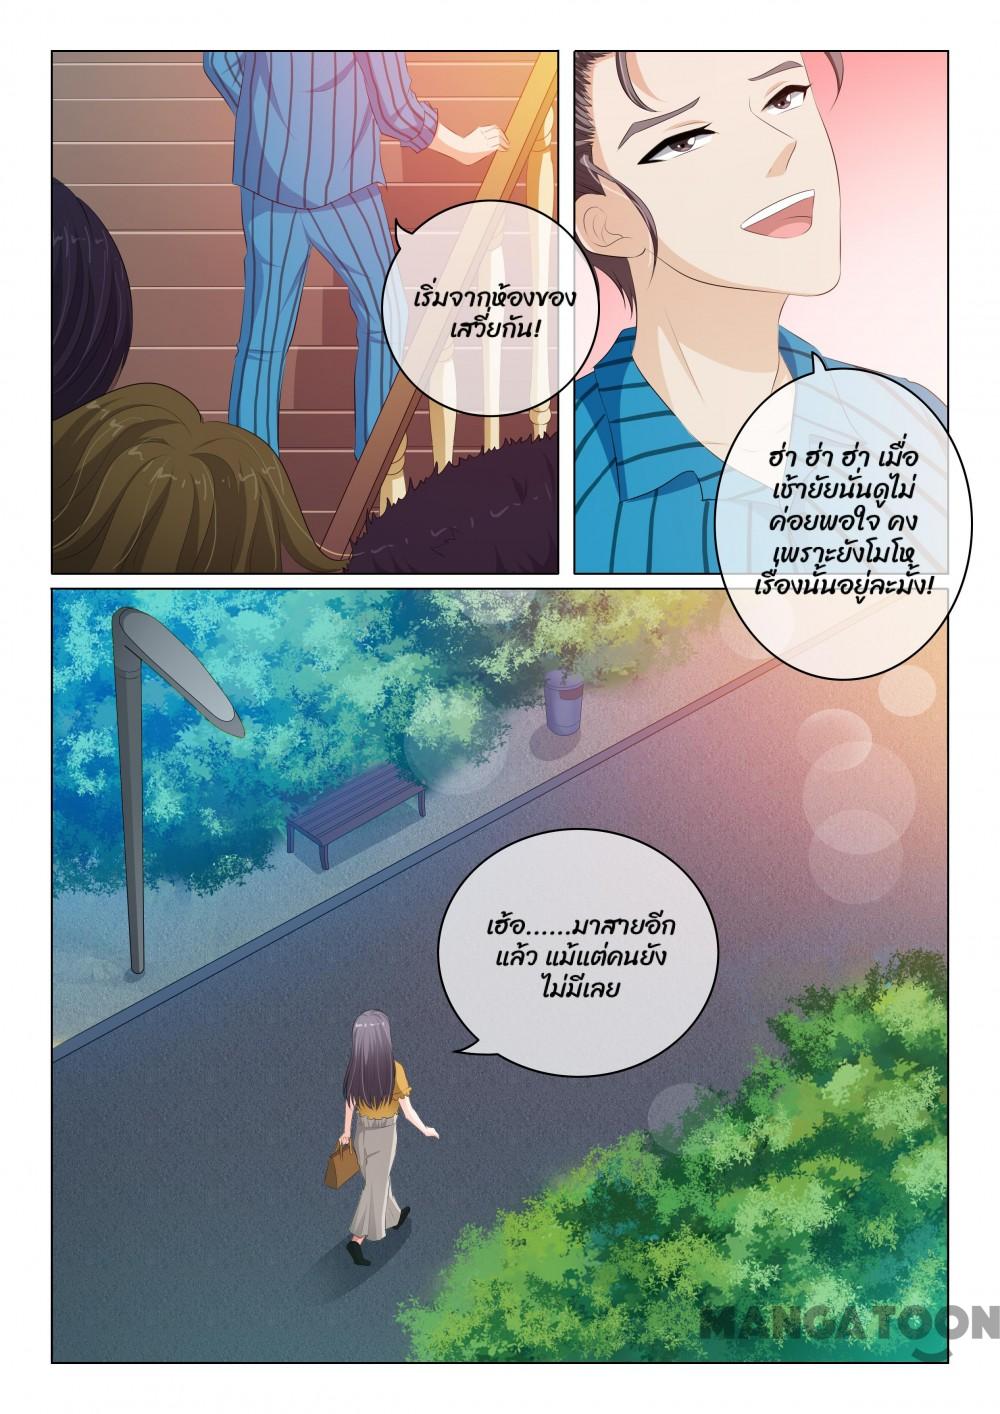 เริ่มจากห้องของ
เสวี่ยกัน!
ฮ่า ฮ่า ฮ่า เมื่อ
เช้ายัยนั่นดูไม่
ค่อยพอใจ คง
เพราะยังโมโห
เรื่องนั้นอยู่ละมั้ง!
เฮ้อ......มาสายอีก
แล้ว แม้แต่คนยัง
ไม่มีเลย
MANGATOON